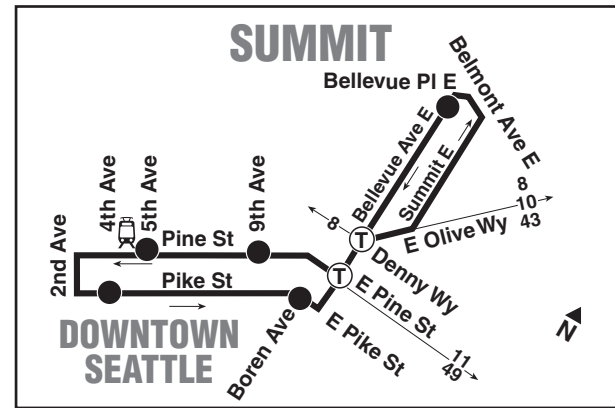 SUMMIT
Bellevue Pl E
Belmont Ave E
Bellevue Ave E
Summit E
8
10
43
4th Ave
5th Ave
9th Ave
8
T
E Olive Wy
2nd Ave
Pine St
Denny Wy
T
E Pine St
Pike St
DOWNTOWN
SEATTLE
Boren Ave
E Pike St
11
49
N